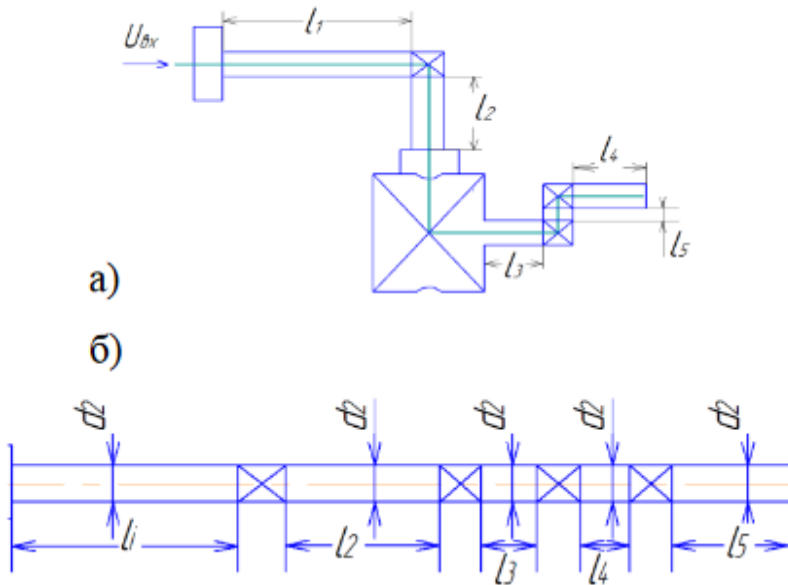 Uвх
l1
l2
l4
l5
l3
а)
б)
d2 d2 d2 d2 d2
li l2 l3 l4 l5